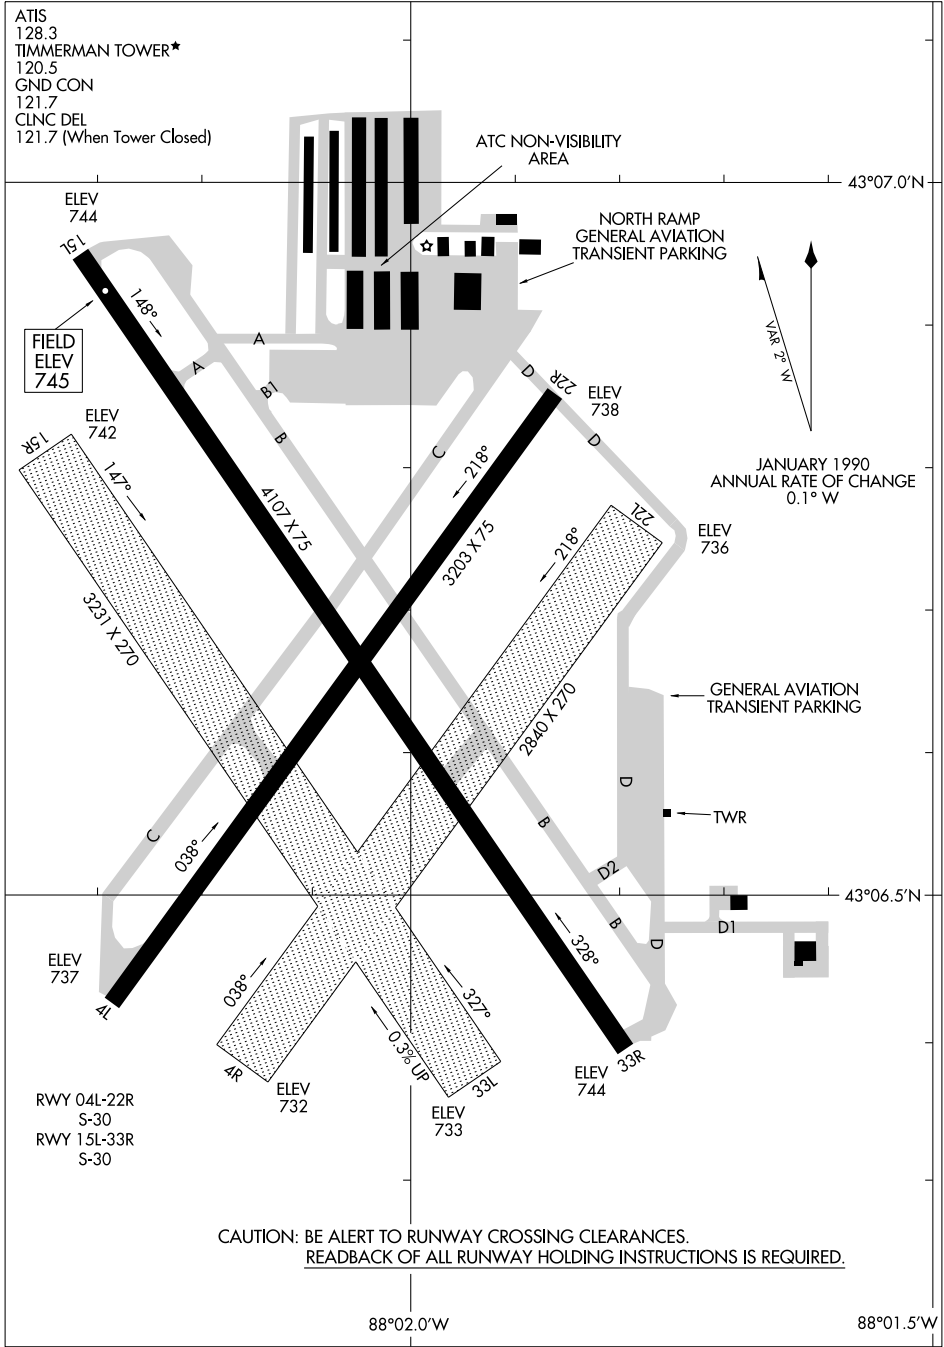 ATIS
128.3
TIMMERMAN TOWER★
120.5
GND CON
121.7
CLNC DEL
121.7 (When Tower Closed)
ATC NON-VISIBILITY
AREA
43°07.0'N
ELEV
744
15L
NORTH RAMP
GENERAL AVIATION
TRANSIENT PARKING
148°
VAR 2° W
FIELD
ELEV
745
A
A
B1
B
D
22R
ELEV
738
D
C
ELEV
742
15R
147°
218°
JANUARY 1990
ANNUAL RATE OF CHANGE
0.1° W
4107 X 75
3203 X 75
22L
218°
ELEV
736
3231 X 270
GENERAL AVIATION
TRANSIENT PARKING
2840 X 270
D
TWR
C
038°
B
D2
43°06.5'N
B
D
D1
328°
ELEV
737
4L
038°
327°
0.3% UP
4R
ELEV
732
33L
ELEV
733
33R
ELEV
744
RWY 04L-22R
S-30
RWY 15L-33R
S-30
CAUTION: BE ALERT TO RUNWAY CROSSING CLEARANCES.
READBACK OF ALL RUNWAY HOLDING INSTRUCTIONS IS REQUIRED.
88°02.0'W
88°01.5'W